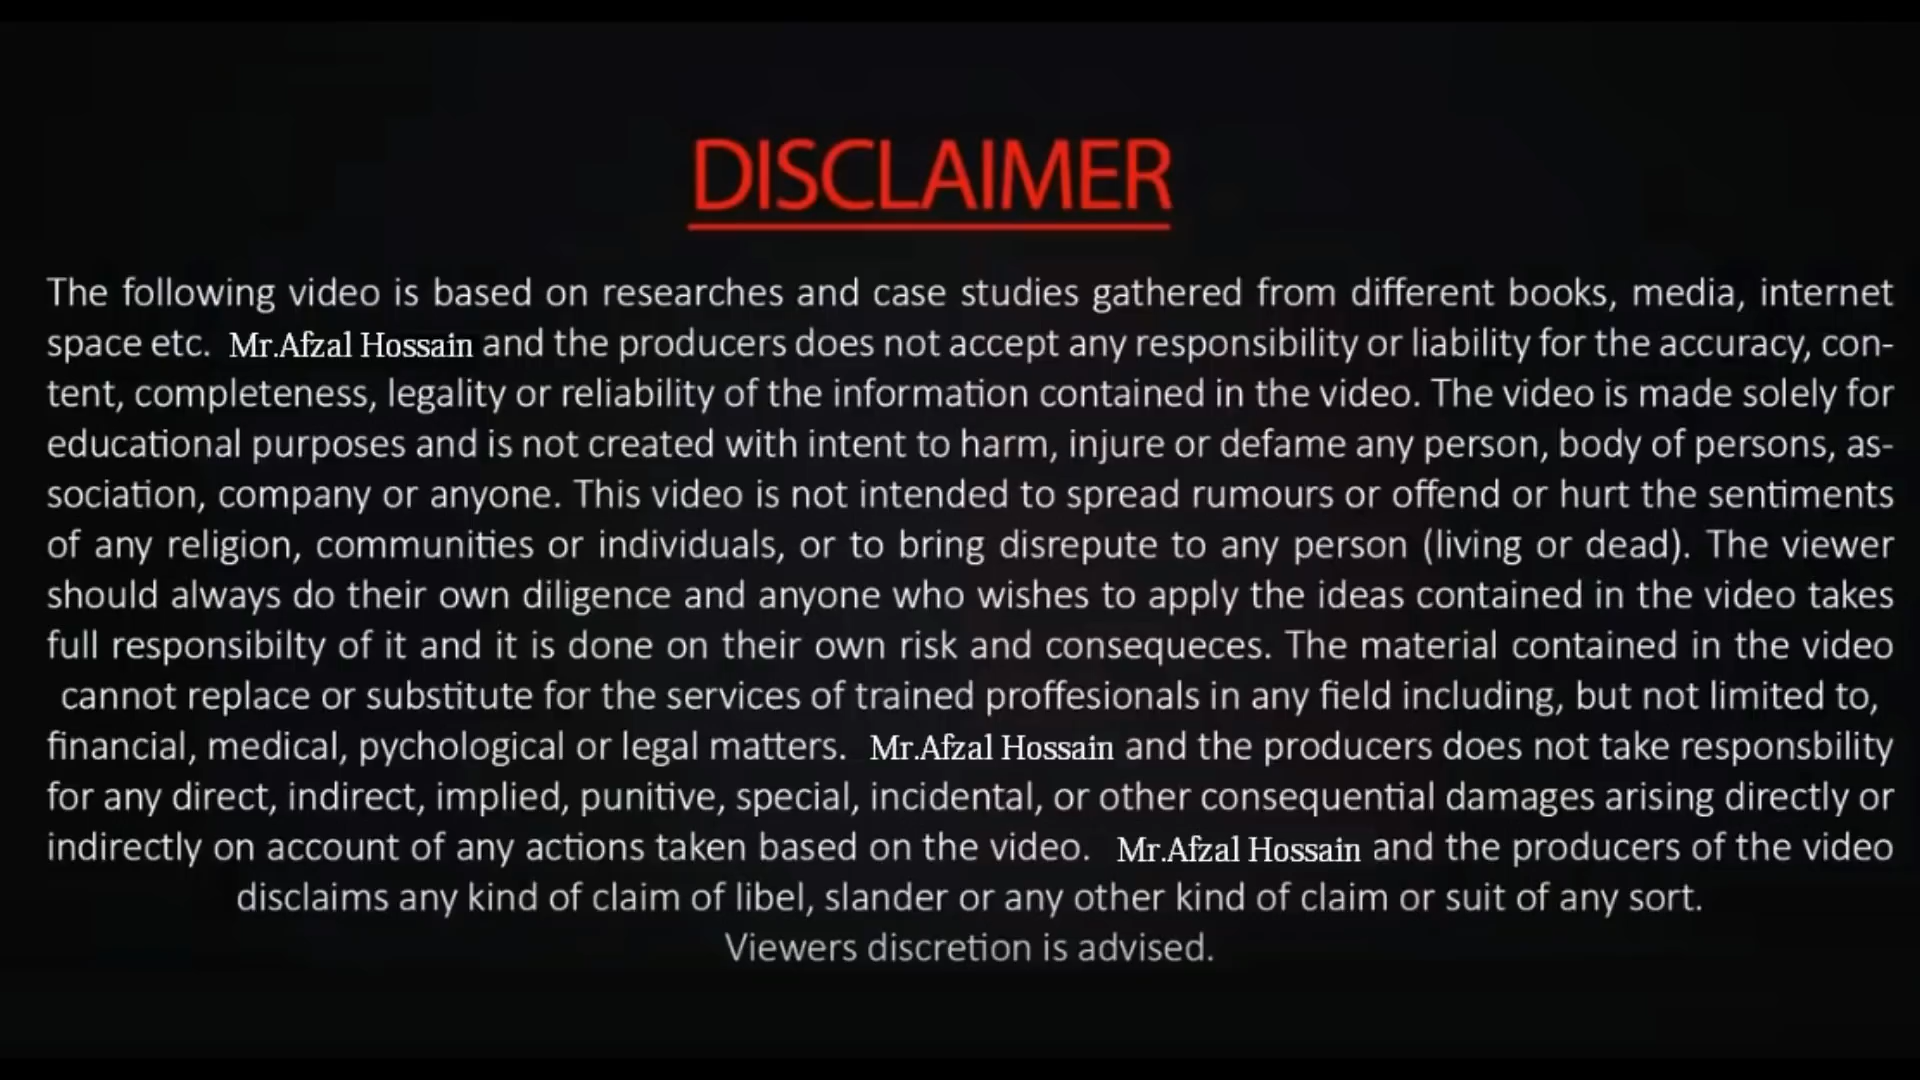 DISCLAIMER
The following video is based on researches and case studies gathered from different books, media, internet
space etc. Mr.Afzal Hossain and the producers does not accept any responsibility or liability for the accuracy, con-
tent, completeness, legality or reliability of the information contained in the video. The video is made solely for
educational purposes and is not created with intent to harm, injure or defame any person, body of persons, as-
sociation, company or anyone. This video is not intended to spread rumours or offend or hurt the sentiments
of any religion, communities or individuals, or to bring disrepute to any person (living or dead). The viewer
should always do their own diligence and anyone who wishes to apply the ideas contained in the video takes
full responsibilty of it and it is done on their own risk and consequeces. The material contained in the video
cannot replace or substitute for the services of trained proffesionals in any field including, but not limited to,
financial, medical, pychological or legal matters. Mr.Afzal Hossain and the producers does not take responsbility
for any direct, indirect, implied, punitive, special, incidental, or other consequential damages arising directly or
indirectly on account of any actions taken based on the video. Mr.Afzal Hossain and the producers of the video
disclaims any kind of claim of libel, slander or any other kind of claim or suit of any sort.
Viewers discretion is advised.